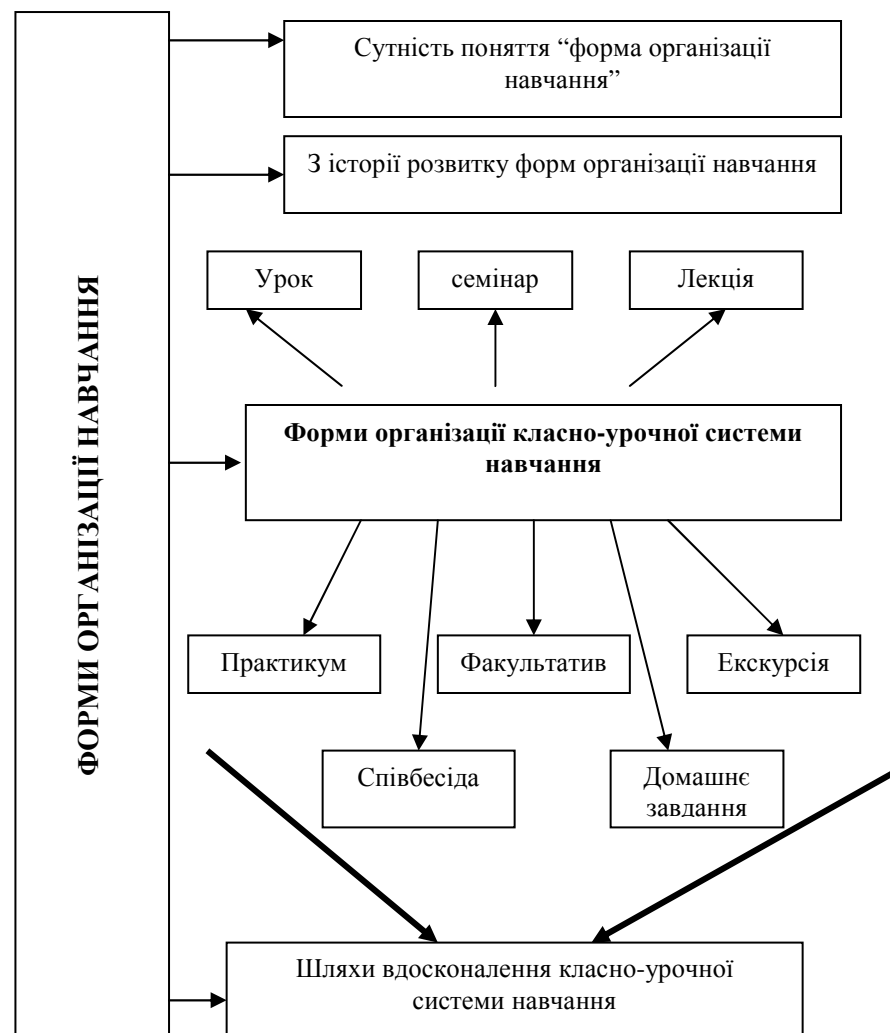 ФОРМИ ОРГАНІЗАЦІЇ НАВЧАННЯ
Сутність поняття “форма організації
навчання”
З історії розвитку форм організації навчання
Урок
семінар
Лекція
Форми організації класно-урочної системи
навчання
Практикум
Факультатив
Екскурсія
Співбесіда
Домашнє
завдання
Шляхи вдосконалення класно-урочної
системи навчання